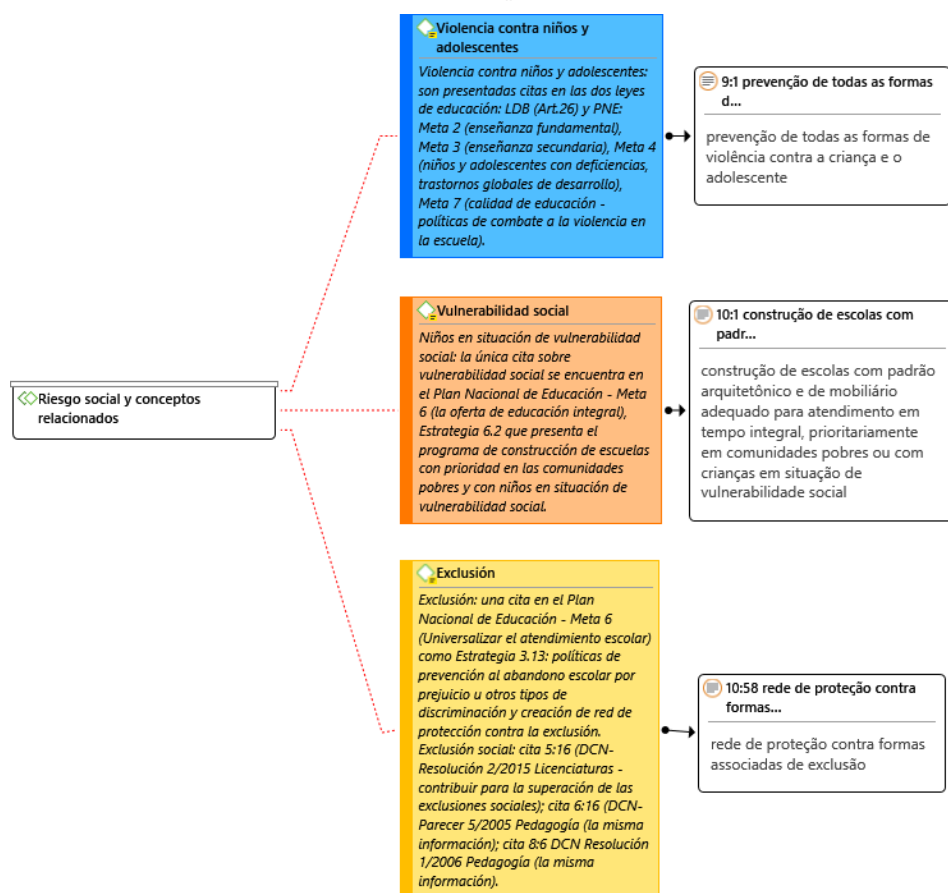 Violencia contra niños y
adolescentes
Violencia contra niños y adolescentes:
son presentadas citas en las dos leyes
de educación: LDB (Art.26) y PNE:
Meta 2 (enseñanza fundamental),
Meta 3 (enseñanza secundaria), Meta 4
(niños y adolescentes con deficiencias,
trastornos globales de desarrollo),
Meta 7 (calidad de educación -
políticas de combate a la violencia en
la escuela).
9:1 prevenção de todas as formas
d...
prevenção de todas as formas de
violência contra a criança e o
adolescente
Riesgo social y conceptos
relacionados
Vulnerabilidad social
Niños en situación de vulnerabilidad
social: la única cita sobre
vulnerabilidad social se encuentra en
el Plan Nacional de Educación - Meta
6 (la oferta de educación integral),
Estrategia 6.2 que presenta el
programa de construcción de escuelas
con prioridad en las comunidades
pobres y con niños en situación de
vulnerabilidad social.
10:1 construção de escolas com
padr...
construção de escolas com padrão
arquitetônico e de mobiliário
adequado para atendimento em
tempo integral, prioritariamente
em comunidades pobres ou com
crianças em situação de
vulnerabilidade social
Exclusión
Exclusión: una cita en el Plan
Nacional de Educación - Meta 6
(Universalizar el atendimiento escolar)
como Estrategia 3.13: políticas de
prevención al abandono escolar por
prejuicio u otros tipos de
discriminación y creación de red de
protección contra la exclusión.
Exclusión social: cita 5:16 (DCN-
Resolución 2/2015 Licenciaturas -
contribuir para la superación de las
exclusiones sociales); cita 6:16 (DCN-
Parecer 5/2005 Pedagogía (la misma
información); cita 8:6 DCN Resolución
1/2006 Pedagogía (la misma
información).
10:58 rede de proteção contra
formas...
rede de proteção contra formas
associadas de exclusão